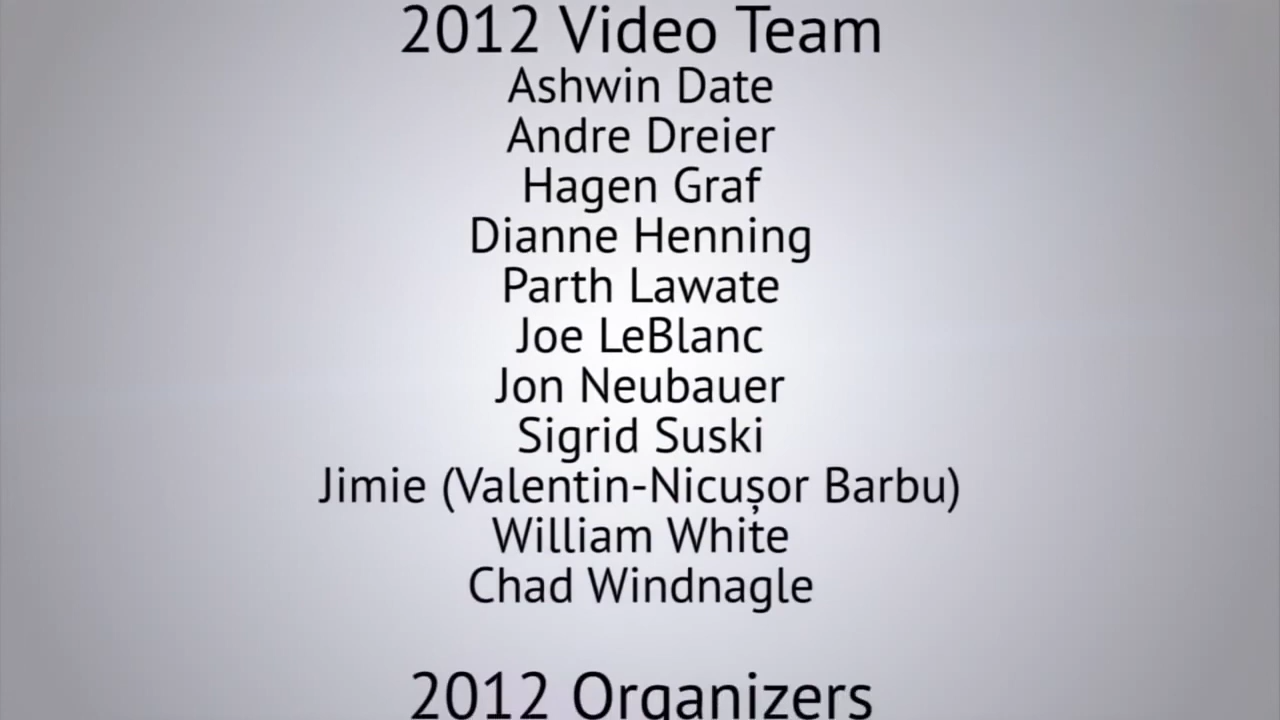 2012 Video Team
Ashwin Date
Andre Dreier
Hagen Graf
Dianne Henning
Parth Lawate
Joe LeBlanc
Jon Neubauer
Sigrid Suski
Jimie (Valentin-Nicușor Barbu)
William White
Chad Windnagle
2012 Organizers